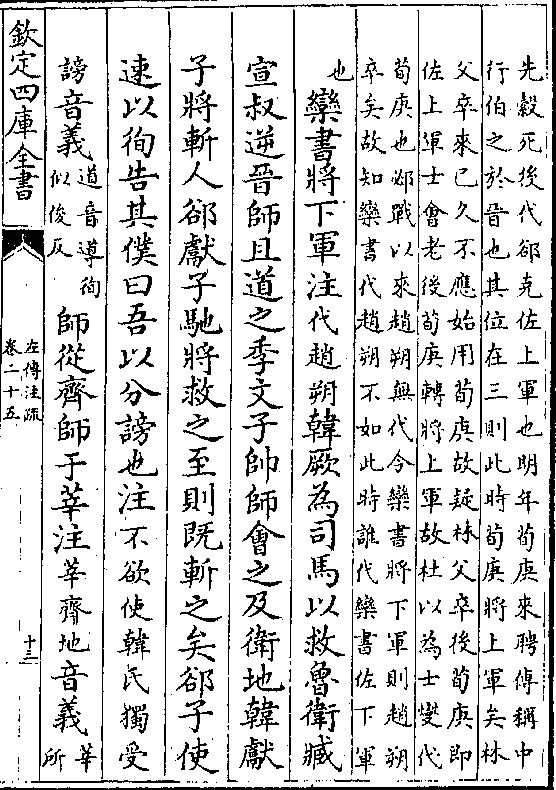 先縠死後代郤克佐上軍也明年荀庚來聘傳稱中
行伯之於晉也其位在三則此時荀庚將上軍矣林
父卒來已久不應始用荀庚故疑林父卒後荀庚即
佐上軍士會老後荀庚轉將上軍故杜以為士燮代
荀庚也邲戰以來趙朔無代今欒書將下軍則趙朔
卒矣故知欒書代趙朔不如此時誰代欒書佐下軍
也
欒書將下軍注代趙朔韓厥為司馬以救魯衛臧
宣叔逆晉師且道之季文子帥師會之及衛地韓獻
子將斬人郤獻子馳將救之至則既斬之矣郤子使
速以徇告其僕曰吾以分謗也注不欲使韓氏獨受
謗音義
道音導徇
似俊反
師從齊師于莘注莘齊地音義
莘
所
欽定四庫全書
左傳注疏
卷二十五
十三